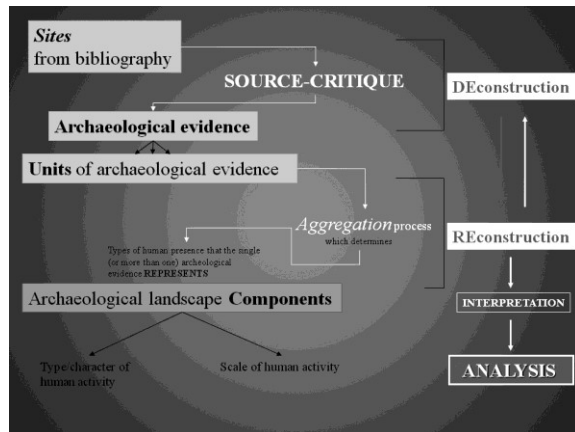 Sites
from bibliography
SOURCE-CRITIQUE
DEconstruction
Archaeological evidence
Units of archaeological evidence
Aggregation process
which determines
REconstruction
Types of human presence that the single
(or more than one) archeological
evidence REPRESENTS
Archaeological landscape Components
INTERPRETATION
Type character of
human activity
Scale of human activity
ANALYSIS